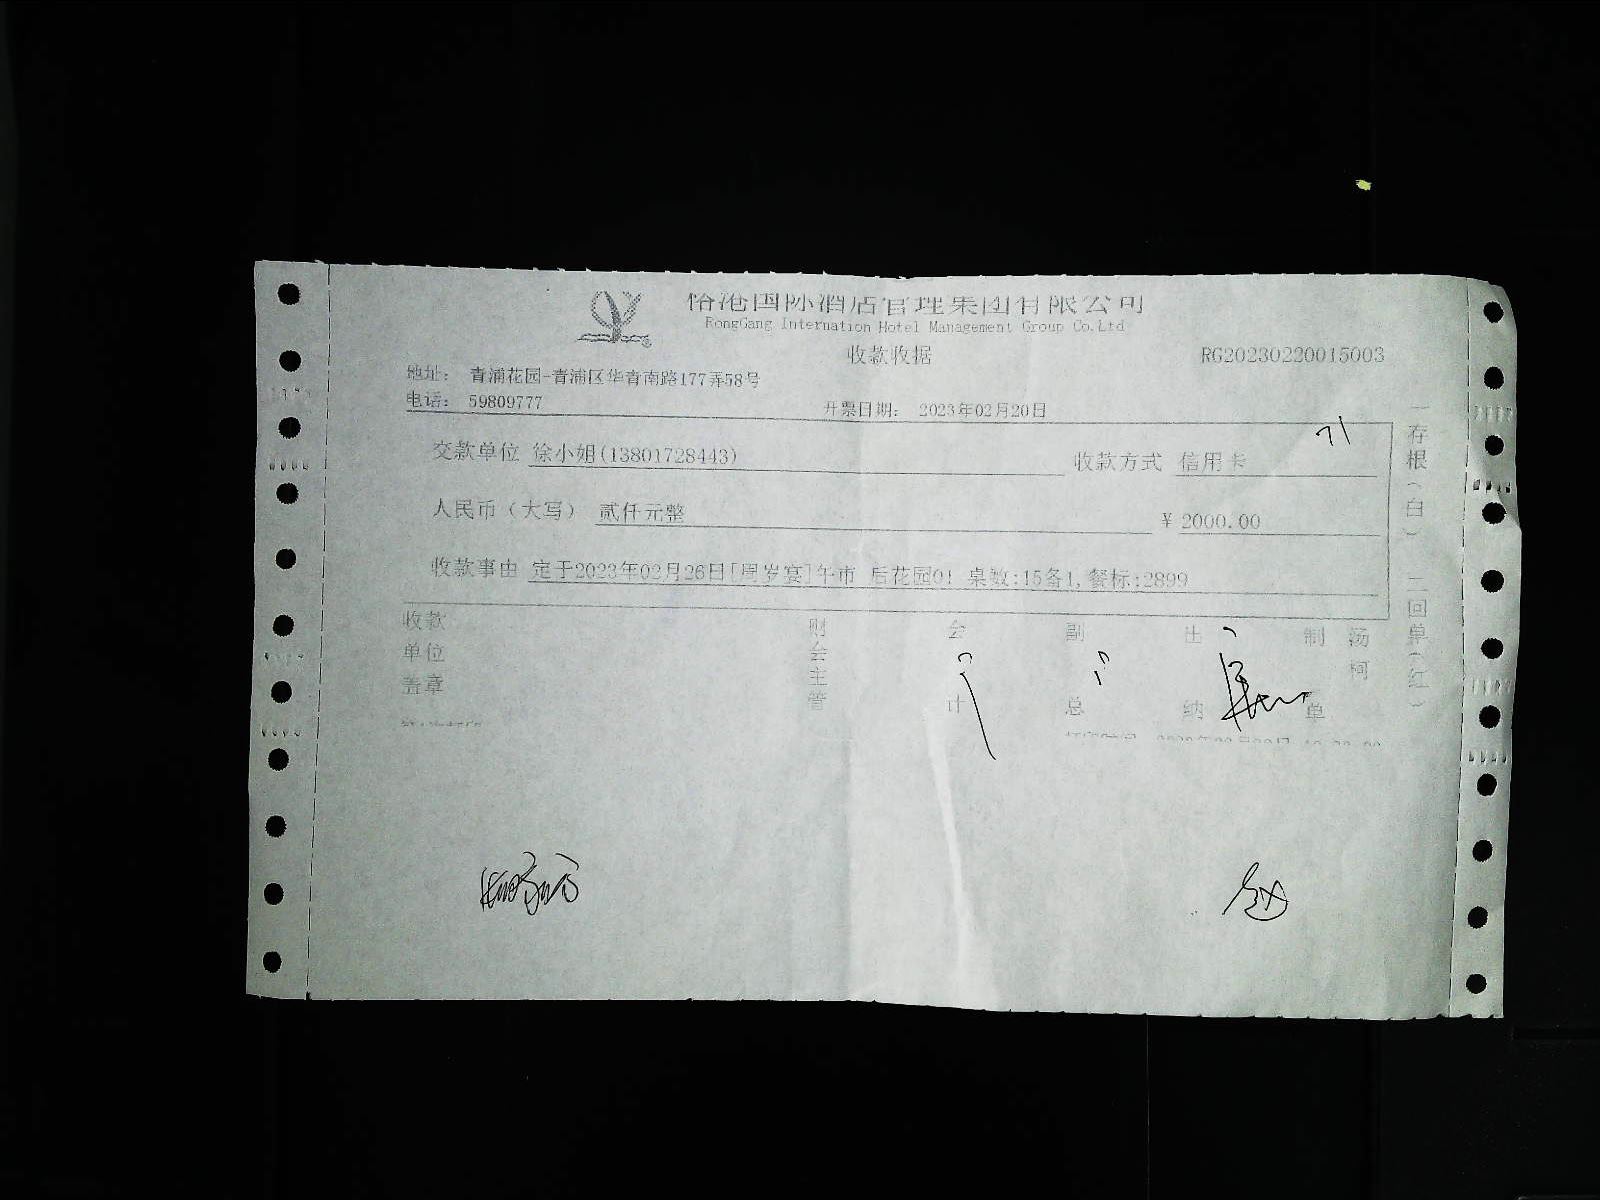 国际酒店管理集团有限公司
RongGang Internation Hotel Management Group Co.Ltd
收款收据
RG20230220015003
地址： 青浦花园-青浦区华青南路177弄58号
电话： 59809777
开票日期： 2023年02月20日
71
交款单位 徐小姐(13801728443)
收款方式 信用卡
人民币（大写） 贰仟元整
¥ 2000.00
收款事由 定于2023年02月26日[周岁宴]午市 后花园01 桌数:15备1,餐标:2899
收款单位盖章
财会主管
会计
副总
出纳
制单
汤柯
一存根(白) 二回单(红)